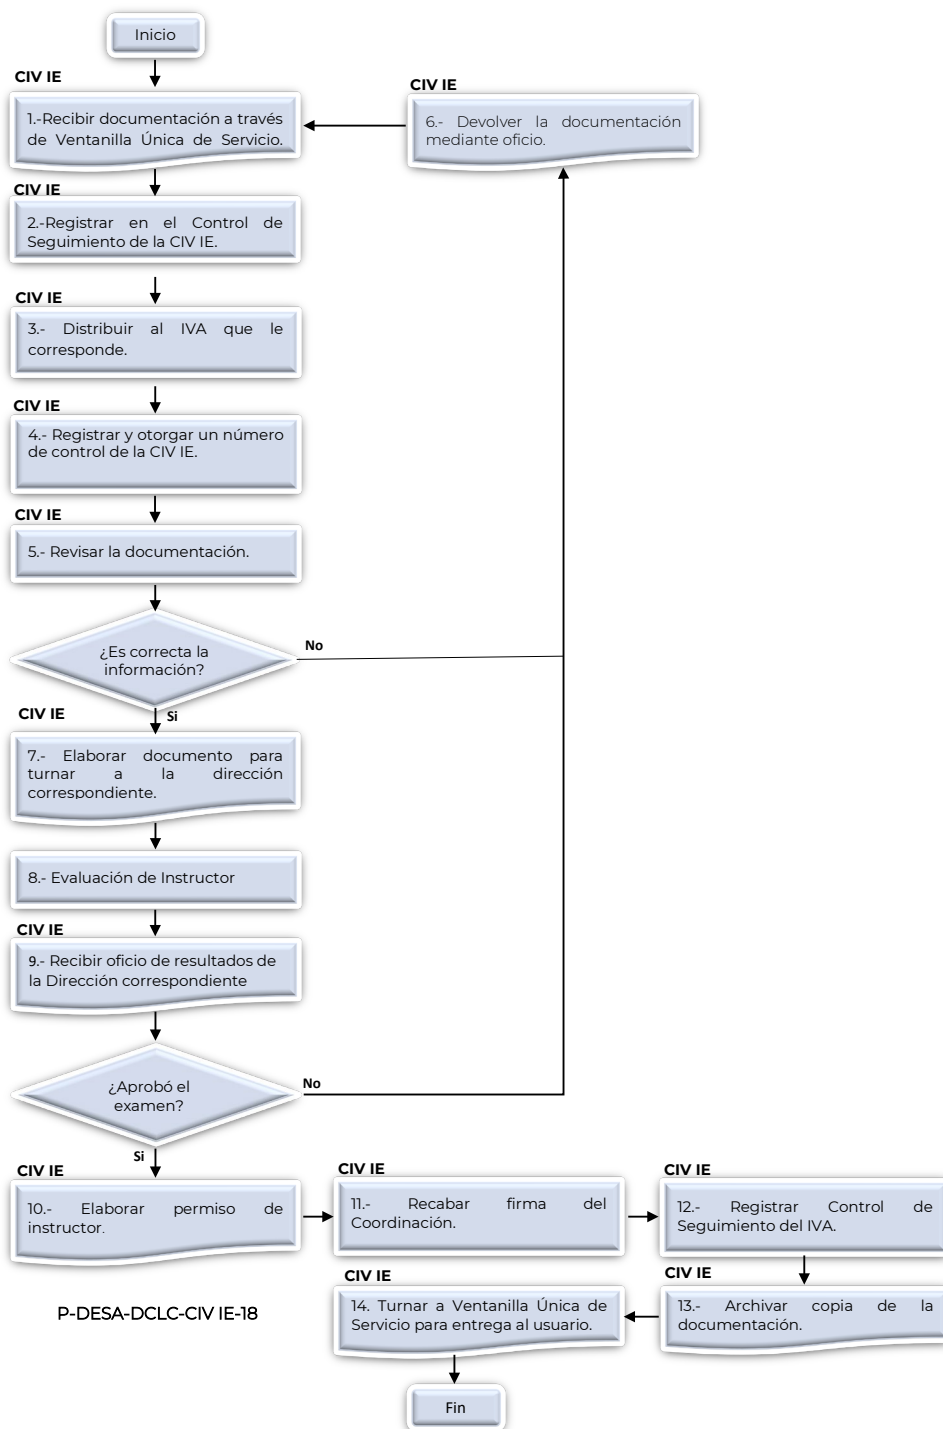 Inicio
CIV IE
1.-Recibir documentación a través
de Ventanilla Única de Servicio.
CIV IE
6.- Devolver la documentación
mediante oficio.
CIV IE
2.-Registrar en el Control de
Seguimiento de la CIV IE.
CIV IE
3.- Distribuir al IVA que le
corresponde.
CIV IE
4.- Registrar y otorgar un número
de control de la CIV IE.
CIV IE
5.- Revisar la documentación.
¿Es correcta la
información?
No
Si
CIV IE
7.- Elaborar documento para
turnar a la dirección
correspondiente.
8.- Evaluación de Instructor
CIV IE
9.- Recibir oficio de resultados de
la Dirección correspondiente
¿Aprobó el
examen?
No
Si
CIV IE
10.- Elaborar permiso de
instructor.
CIV IE
11.- Recabar firma del
Coordinación.
CIV IE
12.- Registrar Control de
Seguimiento del IVA.
CIV IE
13.- Archivar copia de la
documentación.
CIV IE
14. Turnar a Ventanilla Única de
Servicio para entrega al usuario.
P-DESA-DCLC-CIV IE-18
Fin